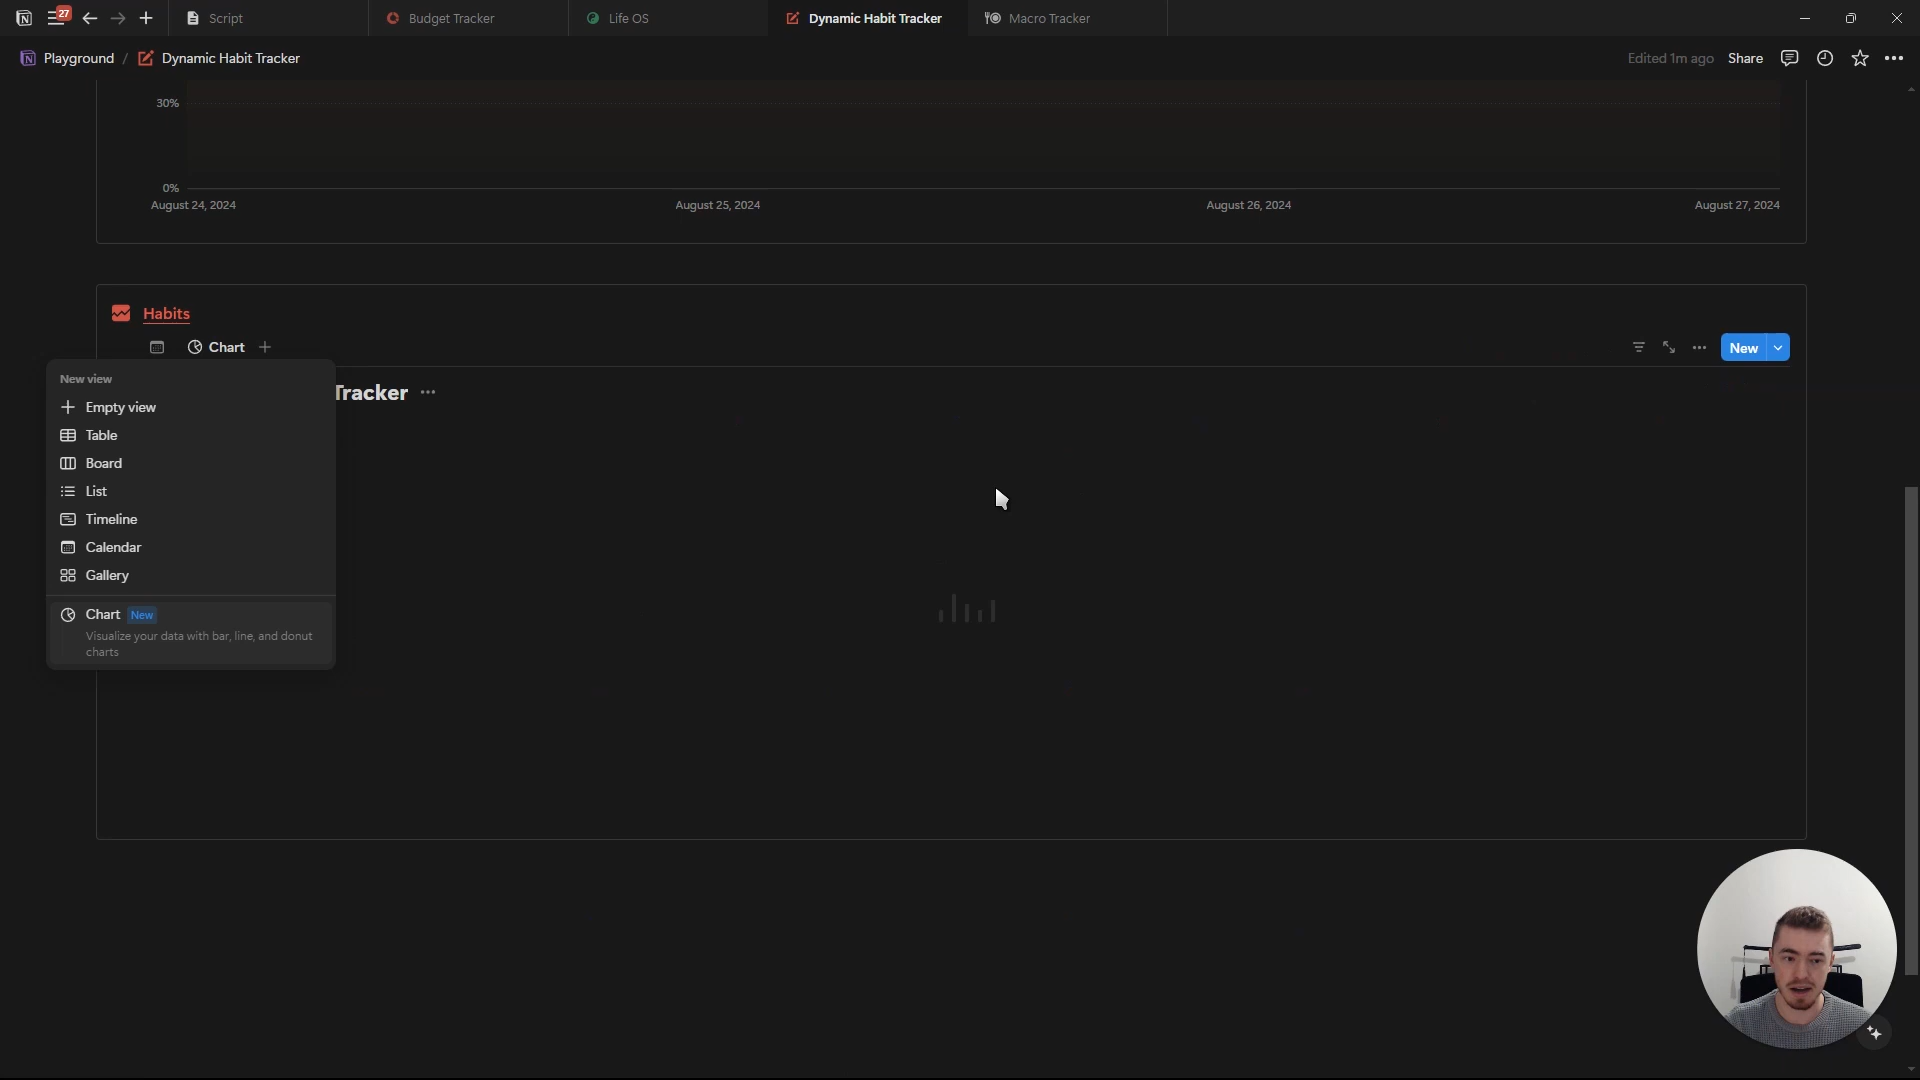 27
Script
Budget Tracker
Life OS
Dynamic Habit Tracker
Macro Tracker
Playground / Dynamic Habit Tracker
Edited 1m ago
Share
30%
0%
August 24, 2024
August 25, 2024
August 26, 2024
August 27, 2024
Habits
Chart
New
Tracker
New view
Empty view
Table
Board
List
Timeline
Calendar
Gallery
Chart New
Visualize your data with bar, line, and donut
charts